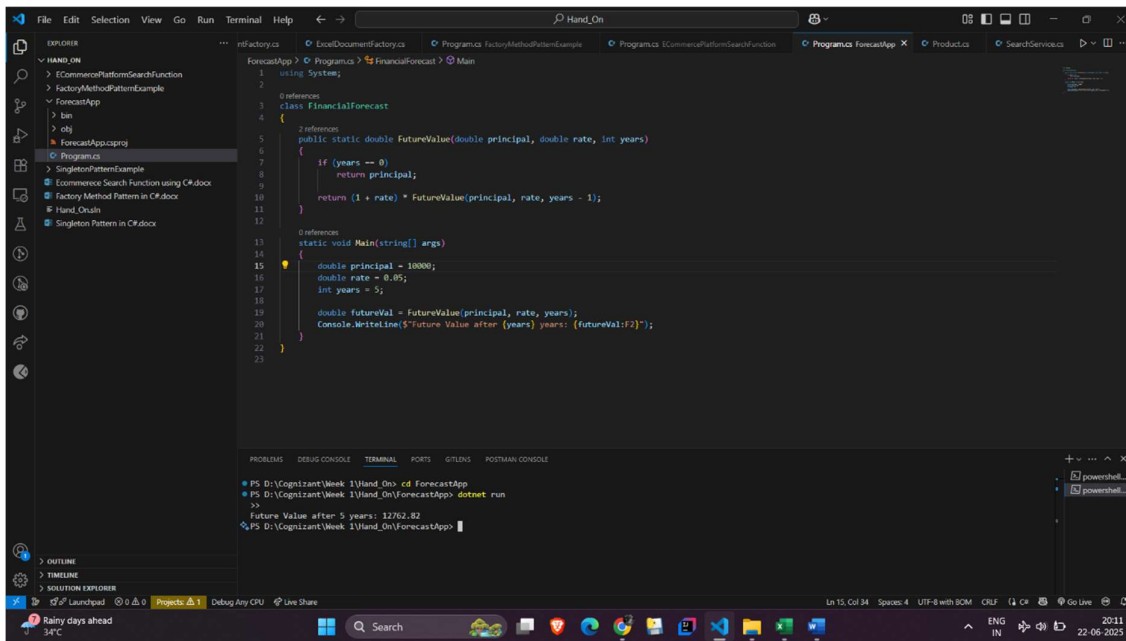 File Edit Selection View Go Run Terminal Help
Hand_On
EXPLORER
HAND_ON
ECommercePlatformSearchFunction
FactoryMethodPatternExample
ForecastApp
bin
obj
ForecastApp.csproj
Program.cs
SingletonPatternExample
Ecommerece Search Function using C#.docx
Factory Method Pattern in C#.docx
Hand_On.sln
Singleton Pattern in C#.docx
OUTLINE
TIMELINE
SOLUTION EXPLORER
ntFactory.cs ExcelDocumentFactory.cs Program.cs FactoryMethodPatternExample Program.cs ECommercePlatformSearchFunction Program.cs ForecastApp Product.cs SearchService.cs
ForecastApp > Program.cs > FinancialForecast > Main
1 using System;
2
0 references
3 class FinancialForecast
4 {
2 references
5 public static double FutureValue(double principal, double rate, int years)
6 {
7 if (years == 0)
8 return principal;
9
10 return (1 + rate) * FutureValue(principal, rate, years - 1);
11 }
12
0 references
13 static void Main(string[] args)
14 {
15 double principal = 10000;
16 double rate = 0.05;
17 int years = 5;
18
19 double futureVal = FutureValue(principal, rate, years);
20 Console.WriteLine($"Future Value after {years} years: {futureVal:F2}");
21 }
22 }
23
PROBLEMS DEBUG CONSOLE TERMINAL PORTS GITLENS POSTMAN CONSOLE
powershell...
powershell...
PS D:\Cognizant\Week 1\Hand_On> cd ForecastApp
PS D:\Cognizant\Week 1\Hand_On\ForecastApp> dotnet run
>>
Future Value after 5 years: 12762.82
PS D:\Cognizant\Week 1\Hand_On\ForecastApp>
Launchpad 0 0 Projects: 1 Debug Any CPU Live Share Ln 15, Col 34 Spaces: 4 UTF-8 with BOM CRLF C# Go Live
7 Rainy days ahead
34°C
Search
ENG
IN
20:11
22-06-2025